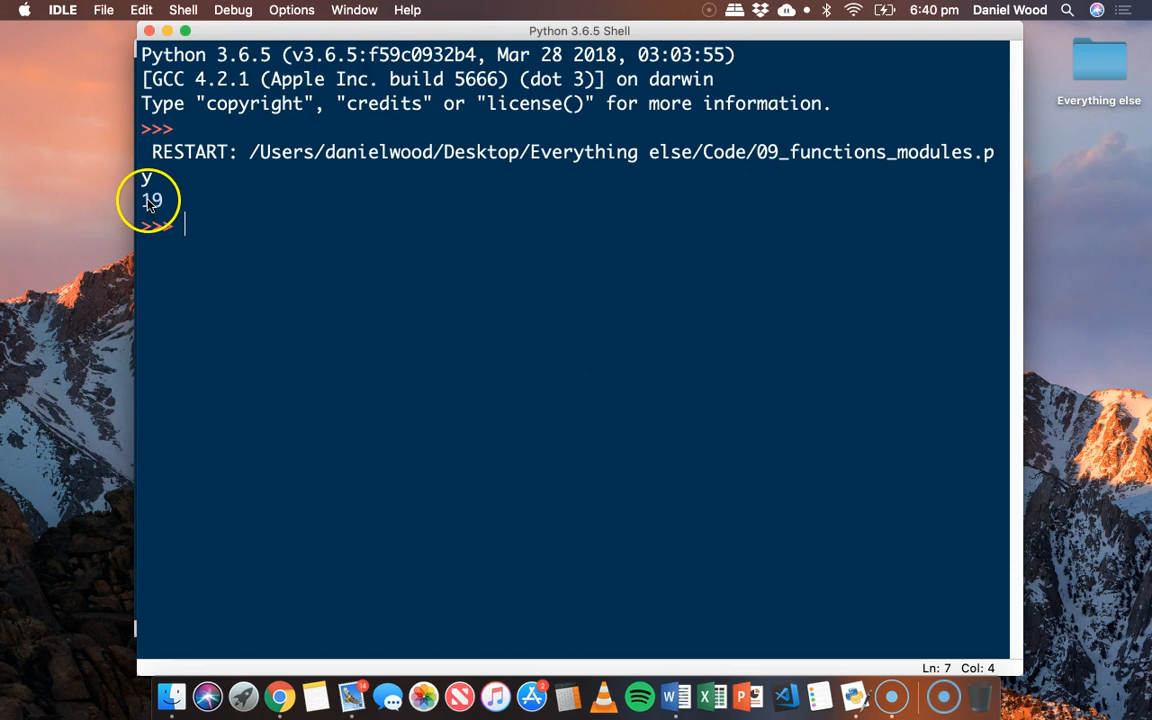 IDLE File Edit Shell Debug Options Window Help 6:40 pm Daniel Wood
Python 3.6.5 Shell
Python 3.6.5 (v3.6.5:f59c0932b4, Mar 28 2018, 03:03:55)
[GCC 4.2.1 (Apple Inc. build 5666) (dot 3)] on darwin
Type "copyright", "credits" or "license()" for more information.
>>>
RESTART: /Users/danielwood/Desktop/Everything else/Code/09_functions_modules.p
y
19
>>>
Everything else
Ln: 7 Col: 4